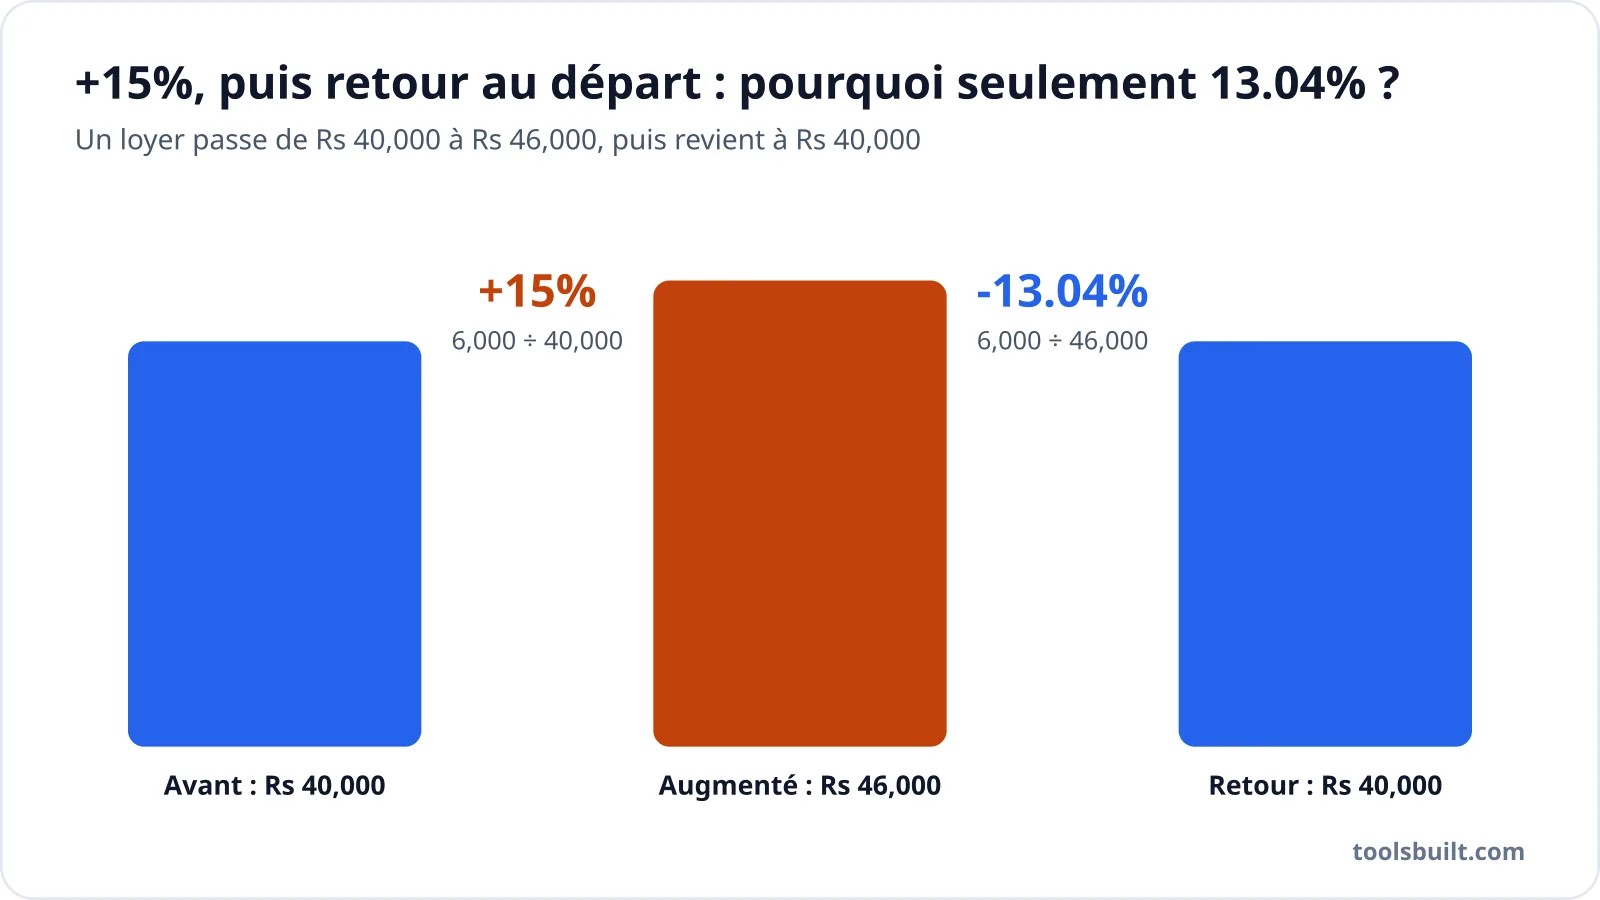 +15%, puis retour au départ : pourquoi seulement 13.04% ?
Un loyer passe de Rs 40,000 à Rs 46,000, puis revient à Rs 40,000
+15%
6,000 ÷ 40,000
-13.04%
6,000 ÷ 46,000
Avant : Rs 40,000
Augmenté : Rs 46,000
Retour : Rs 40,000
toolsbuilt.com